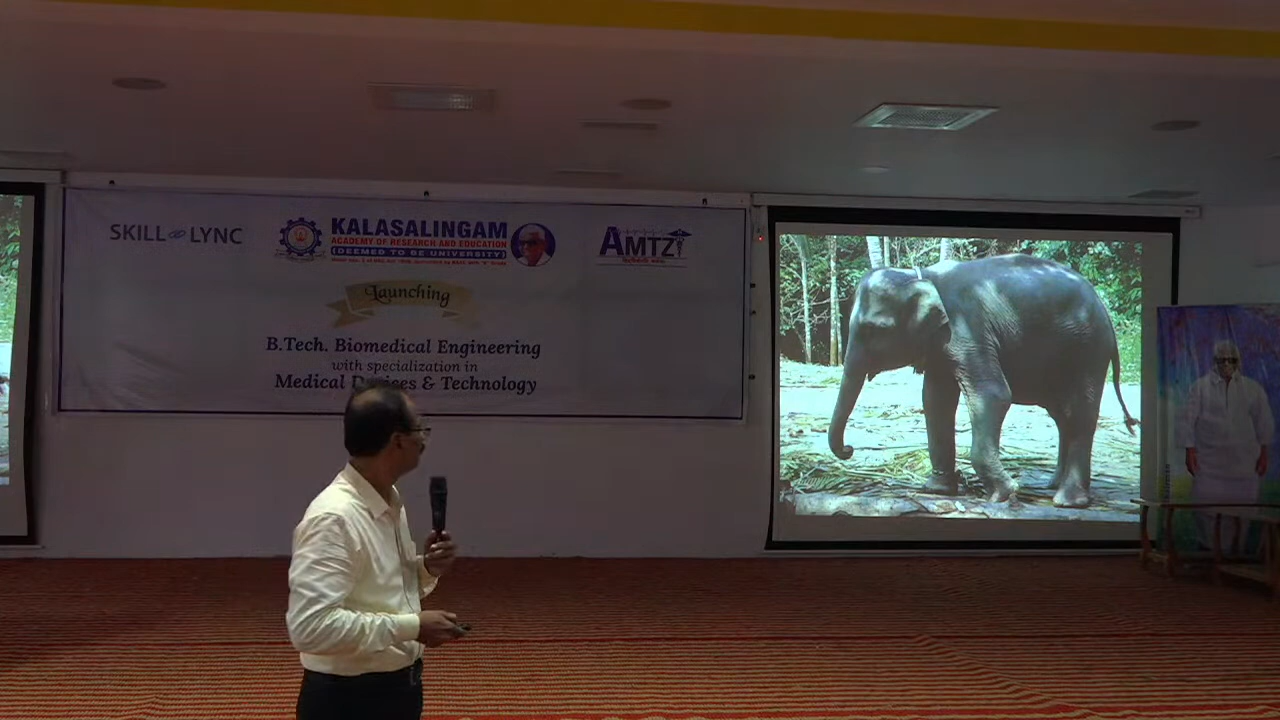 SKILL LYNC
KALASALINGAM
ACADEMY OF RESEARCH AND EDUCATION
(DEEMED TO BE UNIVERSITY)
AMTZ
Launching
B.Tech. Biomedical Engineering
with specialization in
Medical Devices & Technology